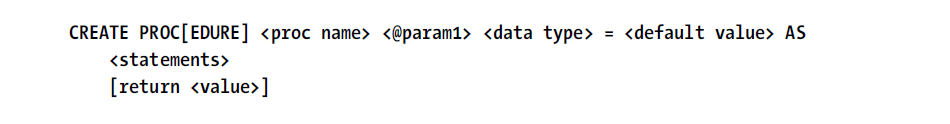 CREATE PROC[EDURE] <proc name> <@param1> <data type> = <default value> AS
<statements>
[return <value>]